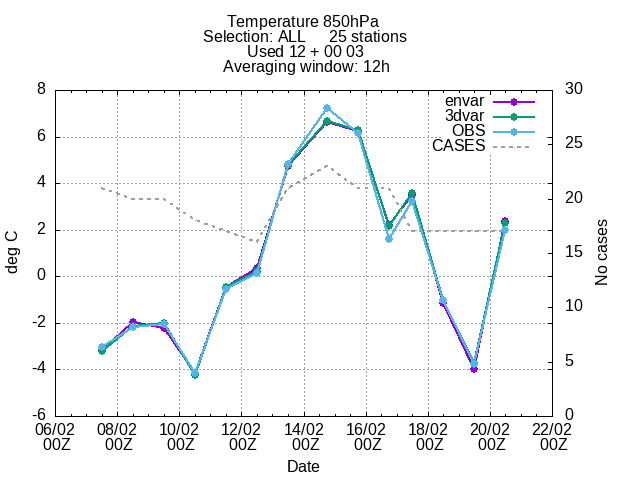 Temperature 850hPa
Selection: ALL 25 stations
Used 12 + 00 03
Averaging window: 12h
envar
3dvar
OBS
CASES
8
6
4
2
0
-2
-4
-6
deg C
30
25
20
15
10
5
0
No cases
06/02 08/02 10/02 12/02 14/02 16/02 18/02 20/02 22/02
00Z 00Z 00Z 00Z 00Z 00Z 00Z 00Z 00Z
Date